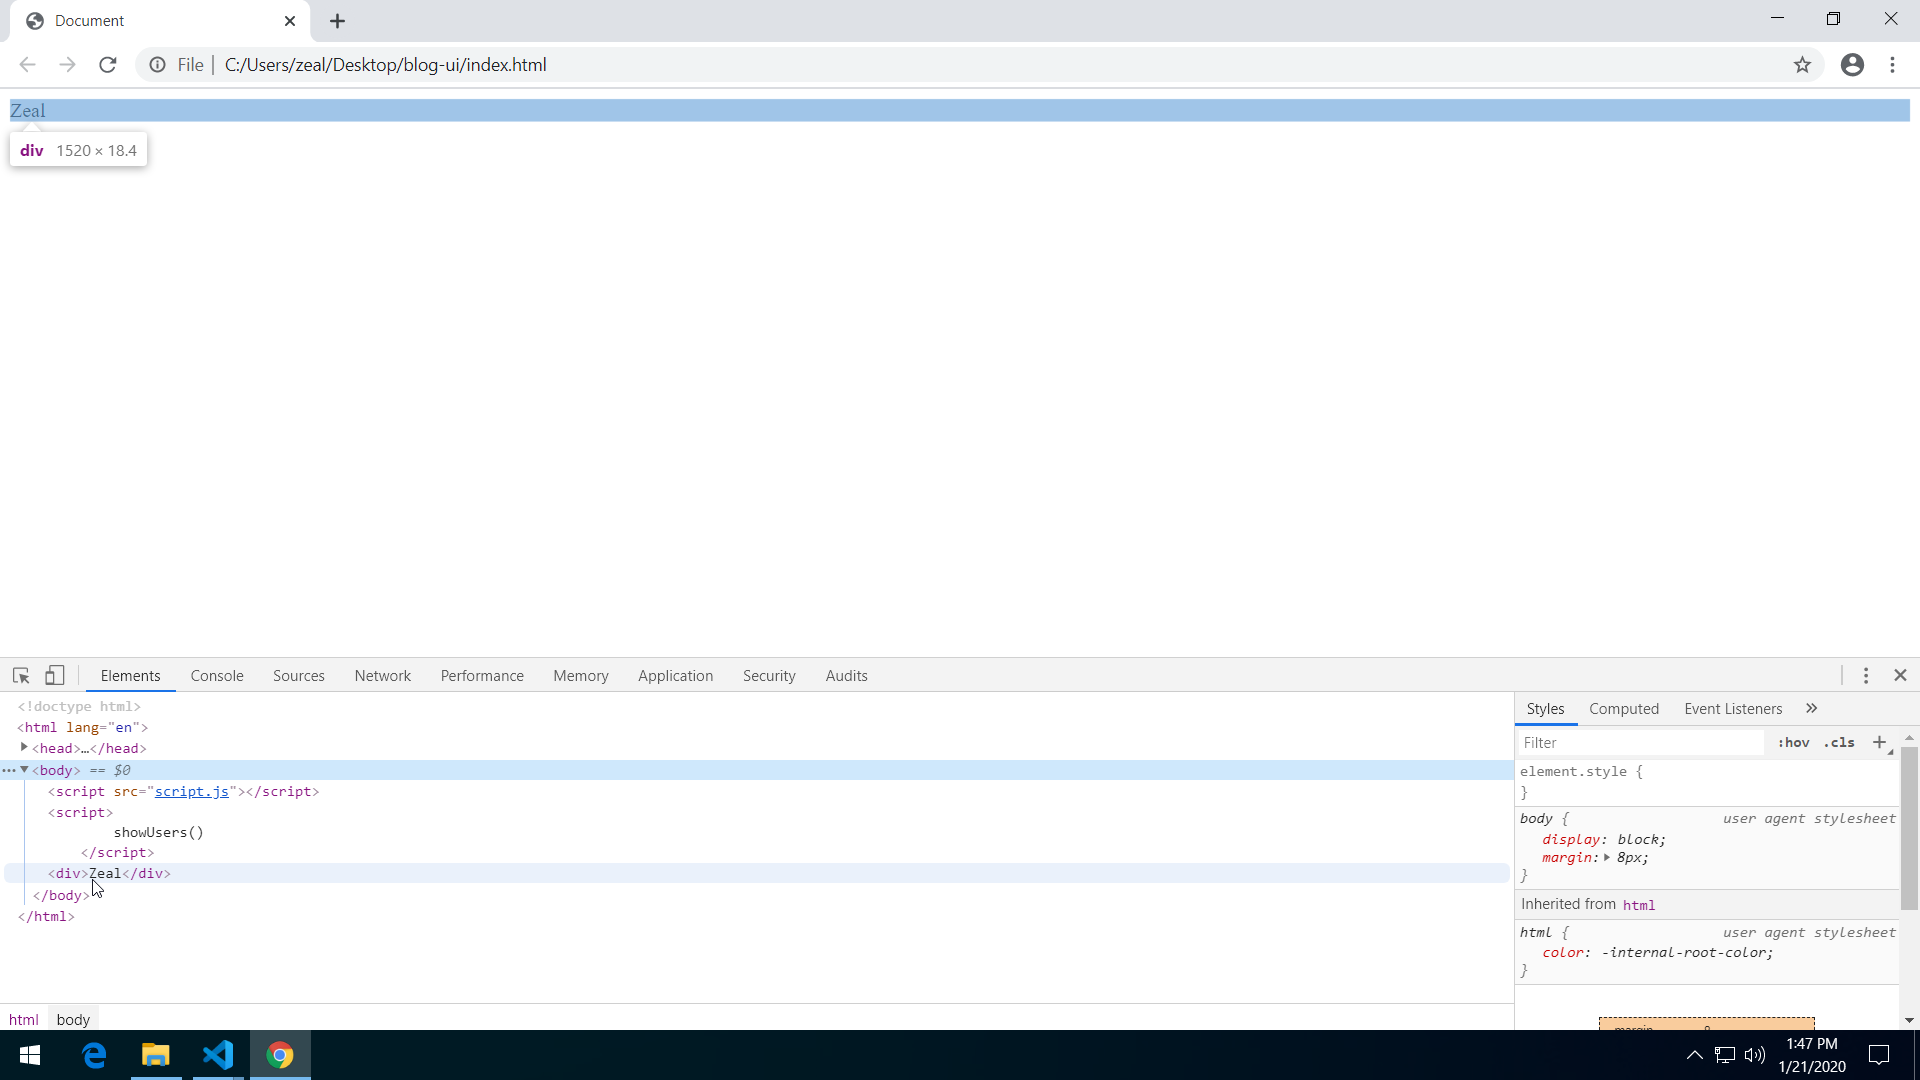 Document
File | C:/Users/zeal/Desktop/blog-ui/index.html
Zeal
div 1520 × 18.4
Elements Console Sources Network Performance Memory Application Security Audits
<!doctype html>
<html lang="en">
<head>…</head>
<body> == $0
<script src="script.js"></script>
<script>
showUsers()
</script>
<div>Zeal</div>
</body>
</html>
html body
Styles Computed Event Listeners »
Filter :hov .cls +
element.style {
}
body { user agent stylesheet
display: block;
margin: 8px;
}
Inherited from html
html { user agent stylesheet
color: -internal-root-color;
}
margin 8
1:47 PM
1/21/2020